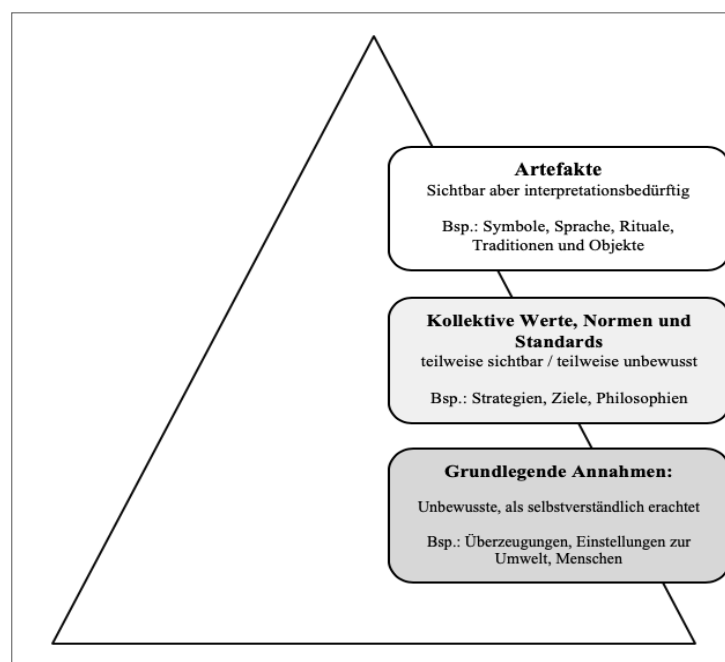 Artefakte
Sichtbar aber interpretationsbedürftig
Bsp.: Symbole, Sprache, Rituale,
Traditionen und Objekte
Kollektive Werte, Normen und
Standards
teilweise sichtbar / teilweise unbewusst
Bsp.: Strategien, Ziele, Philosophien
Grundlegende Annahmen:
Unbewusste, als selbstverständlich erachtet
Bsp.: Überzeugungen, Einstellungen zur
Umwelt, Menschen